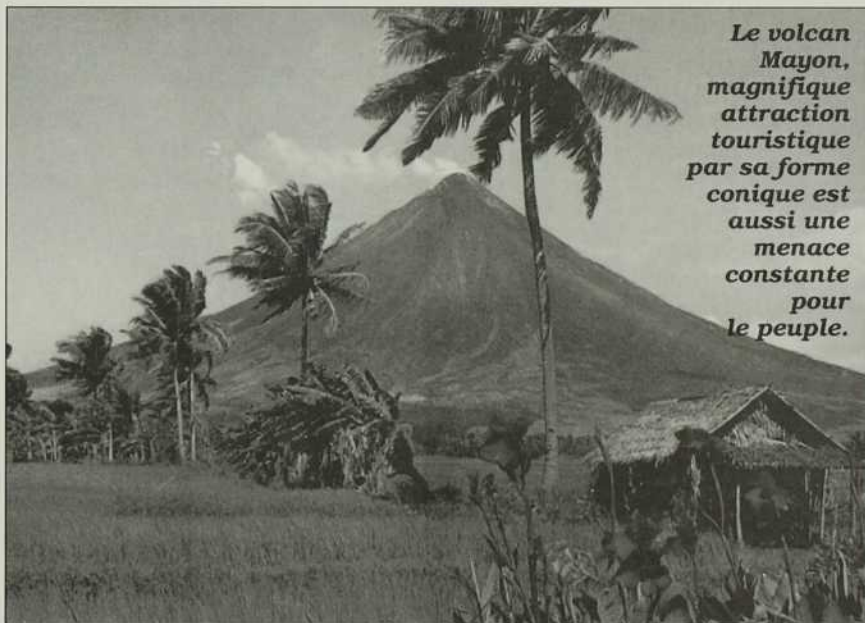 Le volcan
Mayon,
magnifique
attraction
touristique
par sa forme
conique est
aussi une
menace
constante
pour
le peuple.